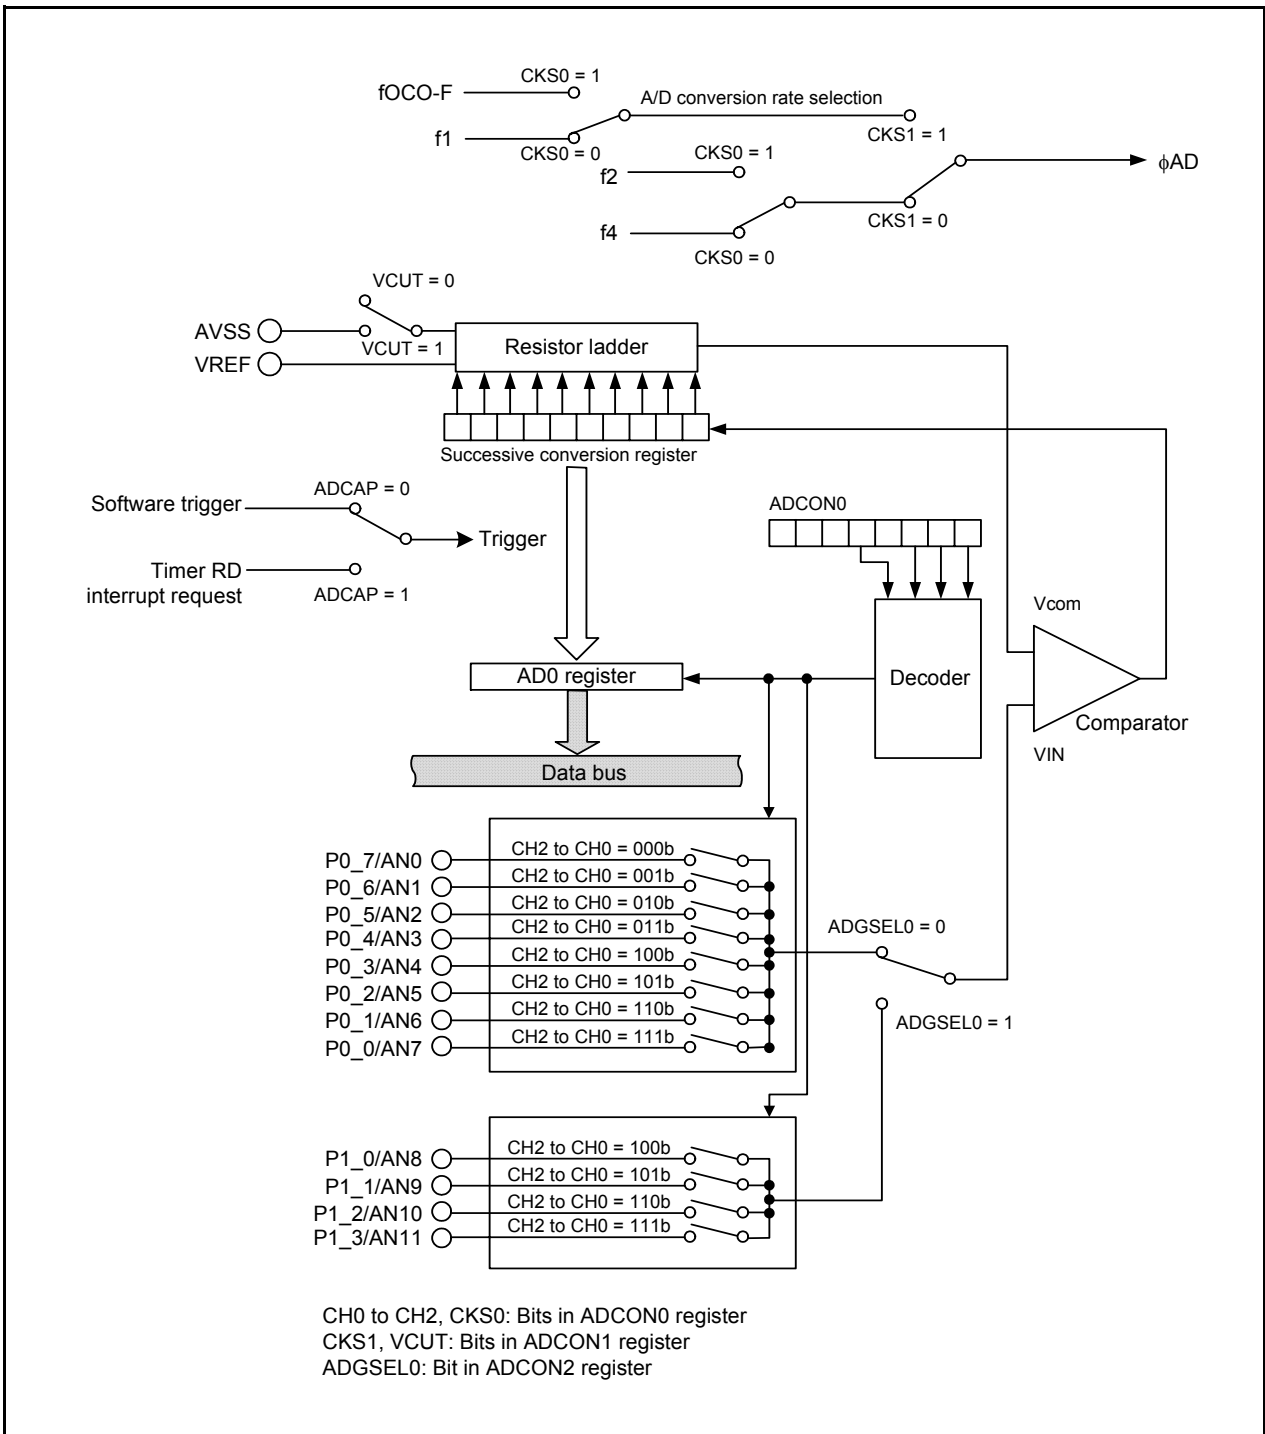 CKS0 = 1
fOCO-F
A/D conversion rate selection
f1
CKS0 = 0
CKS1 = 1
CKS0 = 1
f2
ϕAD
f4
CKS1 = 0
CKS0 = 0
VCUT = 0
AVSS
VCUT = 1
VREF
Resistor ladder
Successive conversion register
ADCAP = 0
Software trigger
Trigger
Timer RD
interrupt request
ADCAP = 1
ADCON0
Vcom
Decoder
AD0 register
Comparator
VIN
Data bus
P0_7/AN0
CH2 to CH0 = 000b
P0_6/AN1
CH2 to CH0 = 001b
P0_5/AN2
CH2 to CH0 = 010b
P0_4/AN3
CH2 to CH0 = 011b
P0_3/AN4
CH2 to CH0 = 100b
P0_2/AN5
CH2 to CH0 = 101b
P0_1/AN6
CH2 to CH0 = 110b
P0_0/AN7
CH2 to CH0 = 111b
ADGSEL0 = 0
ADGSEL0 = 1
P1_0/AN8
CH2 to CH0 = 100b
P1_1/AN9
CH2 to CH0 = 101b
P1_2/AN10
CH2 to CH0 = 110b
P1_3/AN11
CH2 to CH0 = 111b
CH0 to CH2, CKS0: Bits in ADCON0 register
CKS1, VCUT: Bits in ADCON1 register
ADGSEL0: Bit in ADCON2 register